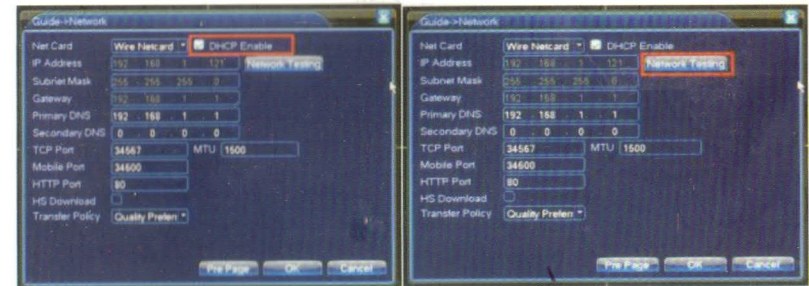 Guide->Network
Net Card Wire Netcard DHCP Enable
IP Address 192 168 1 121 Network Testing
Subnet Mask 255 255 255 0
Gateway 192 168 1 1
Primary DNS 192 168 1 1
Secondary DNS 0 0 0 0
TCP Port 34567 MTU 1500
Mobile Port 34600
HTTP Port 80
HS Download
Transfer Policy Quality Prefen
Pre Page OK Cancel
Guide->Network
Net Card Wire Netcard DHCP Enable
IP Address 192 168 1 121 Network Testing
Subnet Mask 255 255 255 0
Gateway 192 168 1 1
Primary DNS 192 168 1 1
Secondary DNS 0 0 0 0
TCP Port 34567 MTU 1500
Mobile Port 34600
HTTP Port 80
HS Download
Transfer Policy Quality Prefen
Pre Page OK Cancel